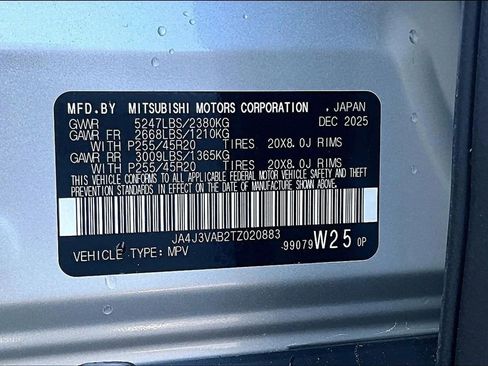 MFD.BY MITSUBISHI MOTORS CORPORATION . JAPAN
GVWR 5247LBS/2380KG DEC 2025
GAWR FR 2668LBS/1210KG
WITH P255/45R20 TIRES 20X8.0J RIMS
GAWR RR 3009LBS/1365KG
WITH P255/45R20 TIRES 20X8.0J RIMS
THIS VEHICLE CONFORMS TO ALL APPLICABLE FEDERAL MOTOR VEHICLE SAFETY AND THEFT
PREVENTION STANDARDS IN EFFECT ON THE DATE OF MANUFACTURE SHOWN ABOVE.
JA4J3VAB2TZ020883
VEHICLE TYPE: MPV
99079 W25 0P